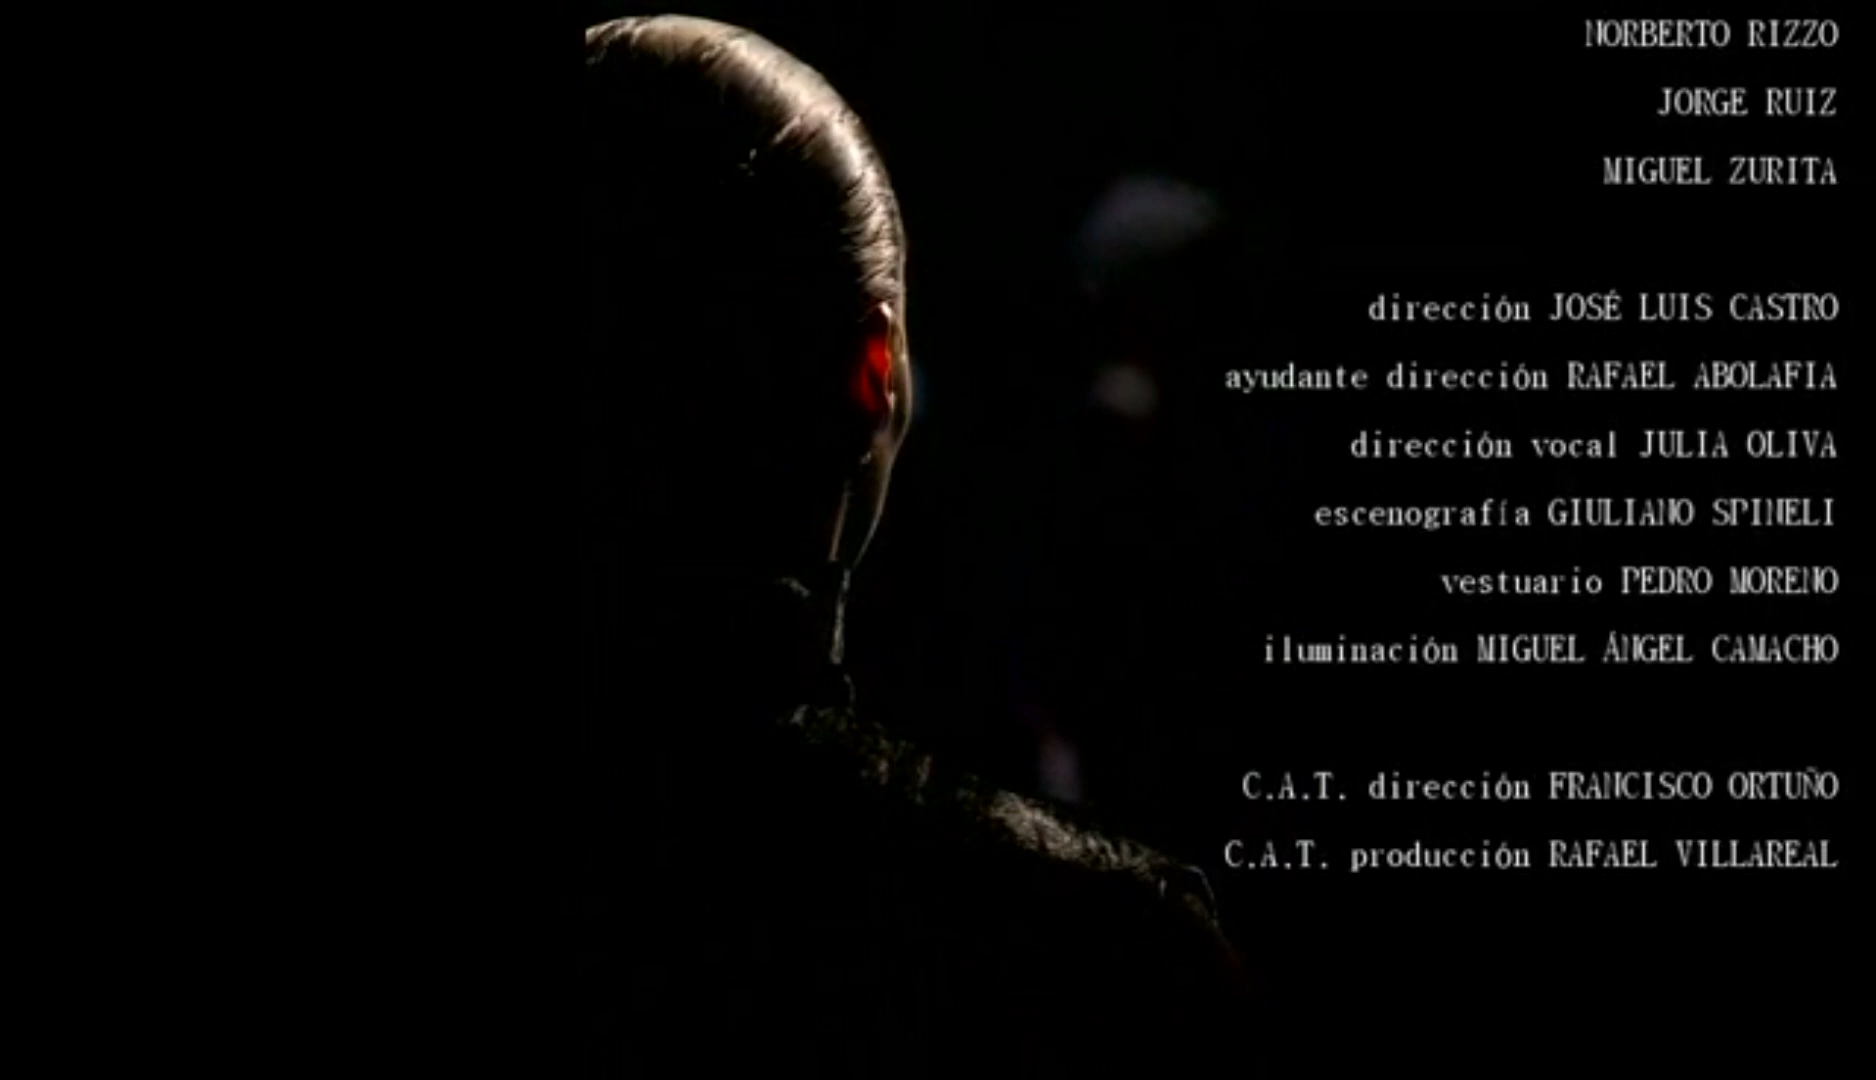 NORBERTO RIZZO
JORGE RUIZ
MIGUEL ZURITA
dirección JOSÉ LUIS CASTRO
ayudante dirección RAFAEL ABOLAFIA
dirección vocal JULIA OLIVA
escenografía GIULIANO SPINELI
vestuario PEDRO MORENO
iluminación MIGUEL ÁNGEL CAMACHO
C.A.T. dirección FRANCISCO ORTUÑO
C.A.T. producción RAFAEL VILLAREAL